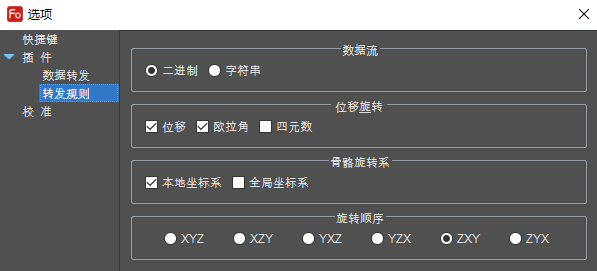 Fo 选项
快捷键
插 件
数据转发
转发规则
校 准
数据流
二进制 字符串
位移旋转
位移 欧拉角 四元数
骨骼旋转系
本地坐标系 全局坐标系
旋转顺序
XYZ XZY YXZ YZX ZXY ZYX